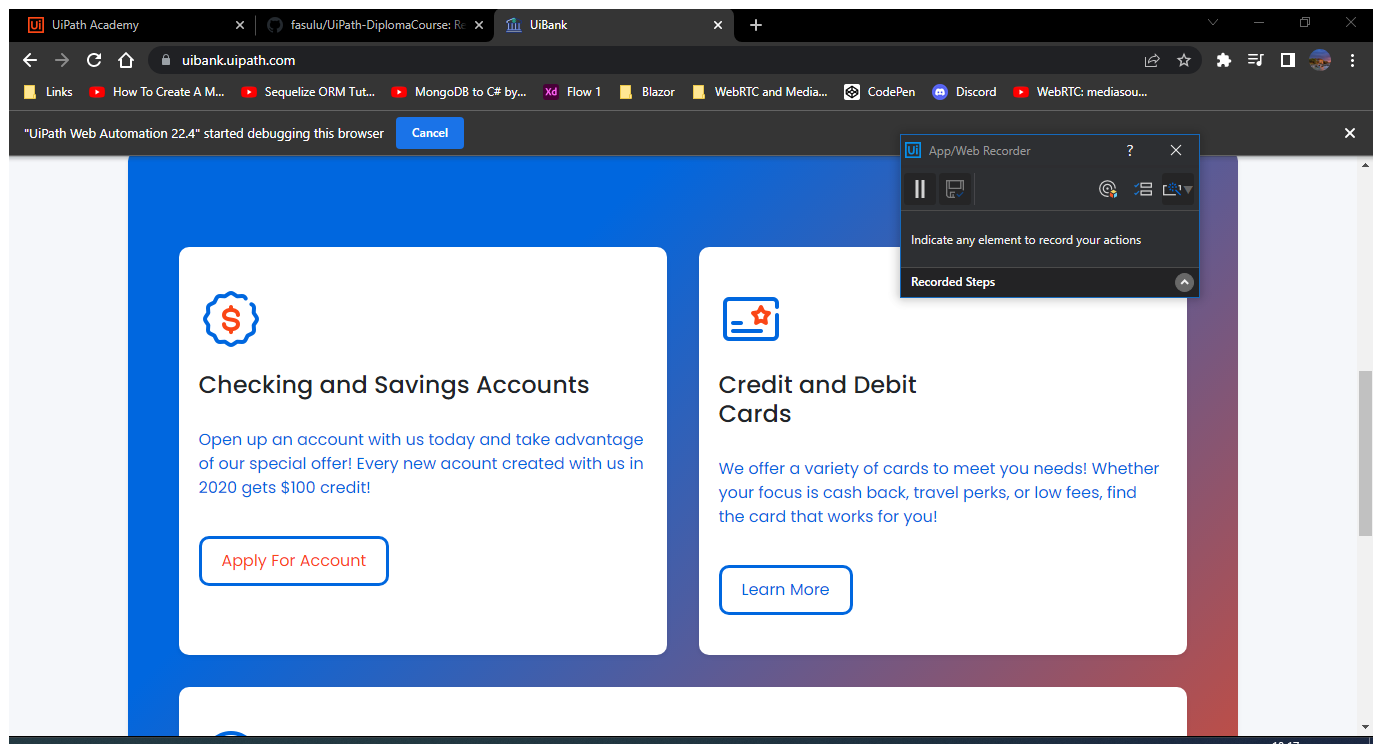 UiPath Academy
fasulu/UiPath-DiplomaCourse: Re
UiBank
uibank.uipath.com
Links
How To Create A M...
Sequelize ORM Tut...
MongoDB to C# by...
Xd Flow 1
Blazor
WebRTC and Media...
CodePen
Discord
WebRTC: mediasou...
"UiPath Web Automation 22.4" started debugging this browser
Cancel
Ui App/Web Recorder ?
Indicate any element to record your actions
Recorded Steps
Checking and Savings Accounts
Open up an account with us today and take advantage
of our special offer! Every new acount created with us in
2020 gets $100 credit!
Apply For Account
Credit and Debit
Cards
We offer a variety of cards to meet you needs! Whether
your focus is cash back, travel perks, or low fees, find
the card that works for you!
Learn More